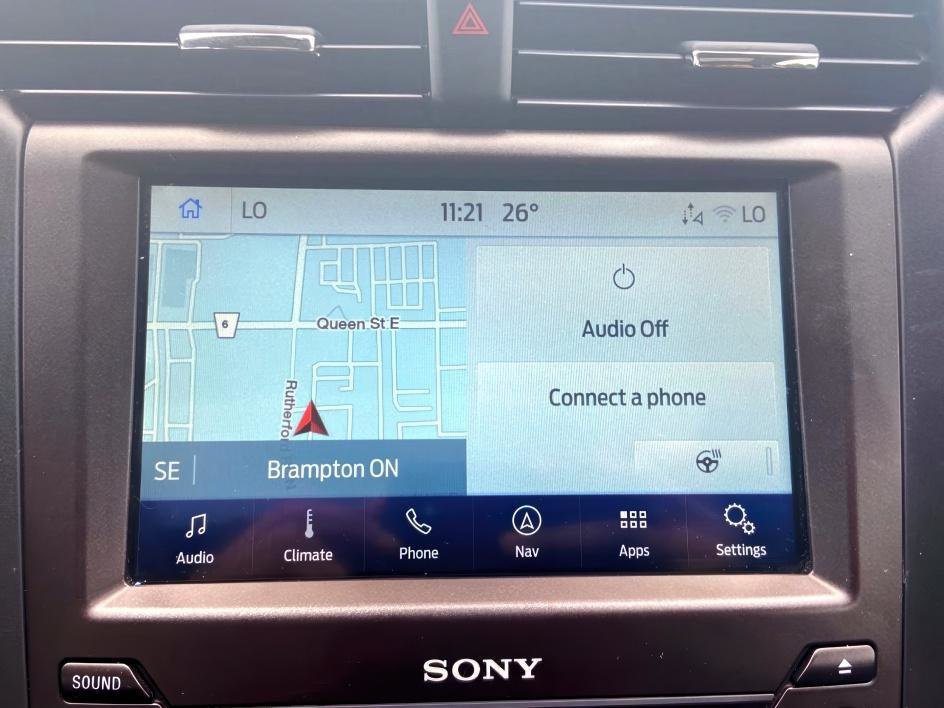 LO 11:21 26° LO
6 Queen St E
Rutherford
SE Brampton ON
Audio Off
Connect a phone
Audio Climate Phone Nav Apps Settings
SOUND SONY